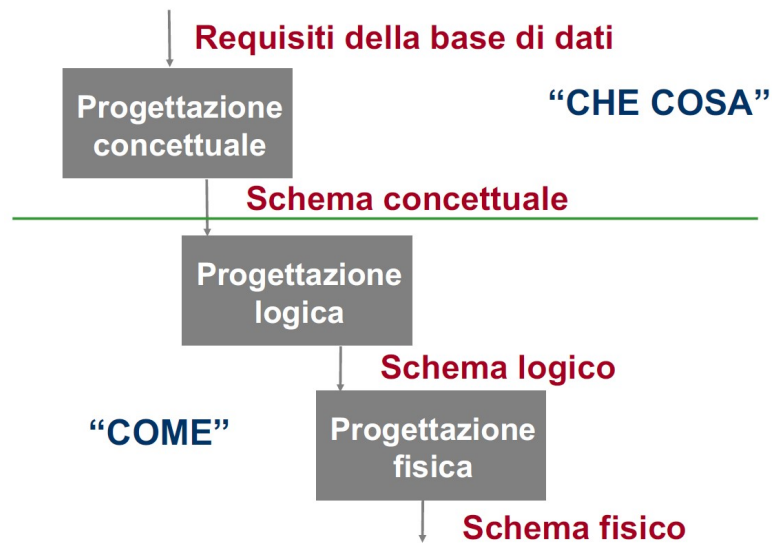 Requisiti della base di dati
Progettazione
concettuale
“CHE COSA”
Schema concettuale
Progettazione
logica
Schema logico
“COME”
Progettazione
fisica
Schema fisico